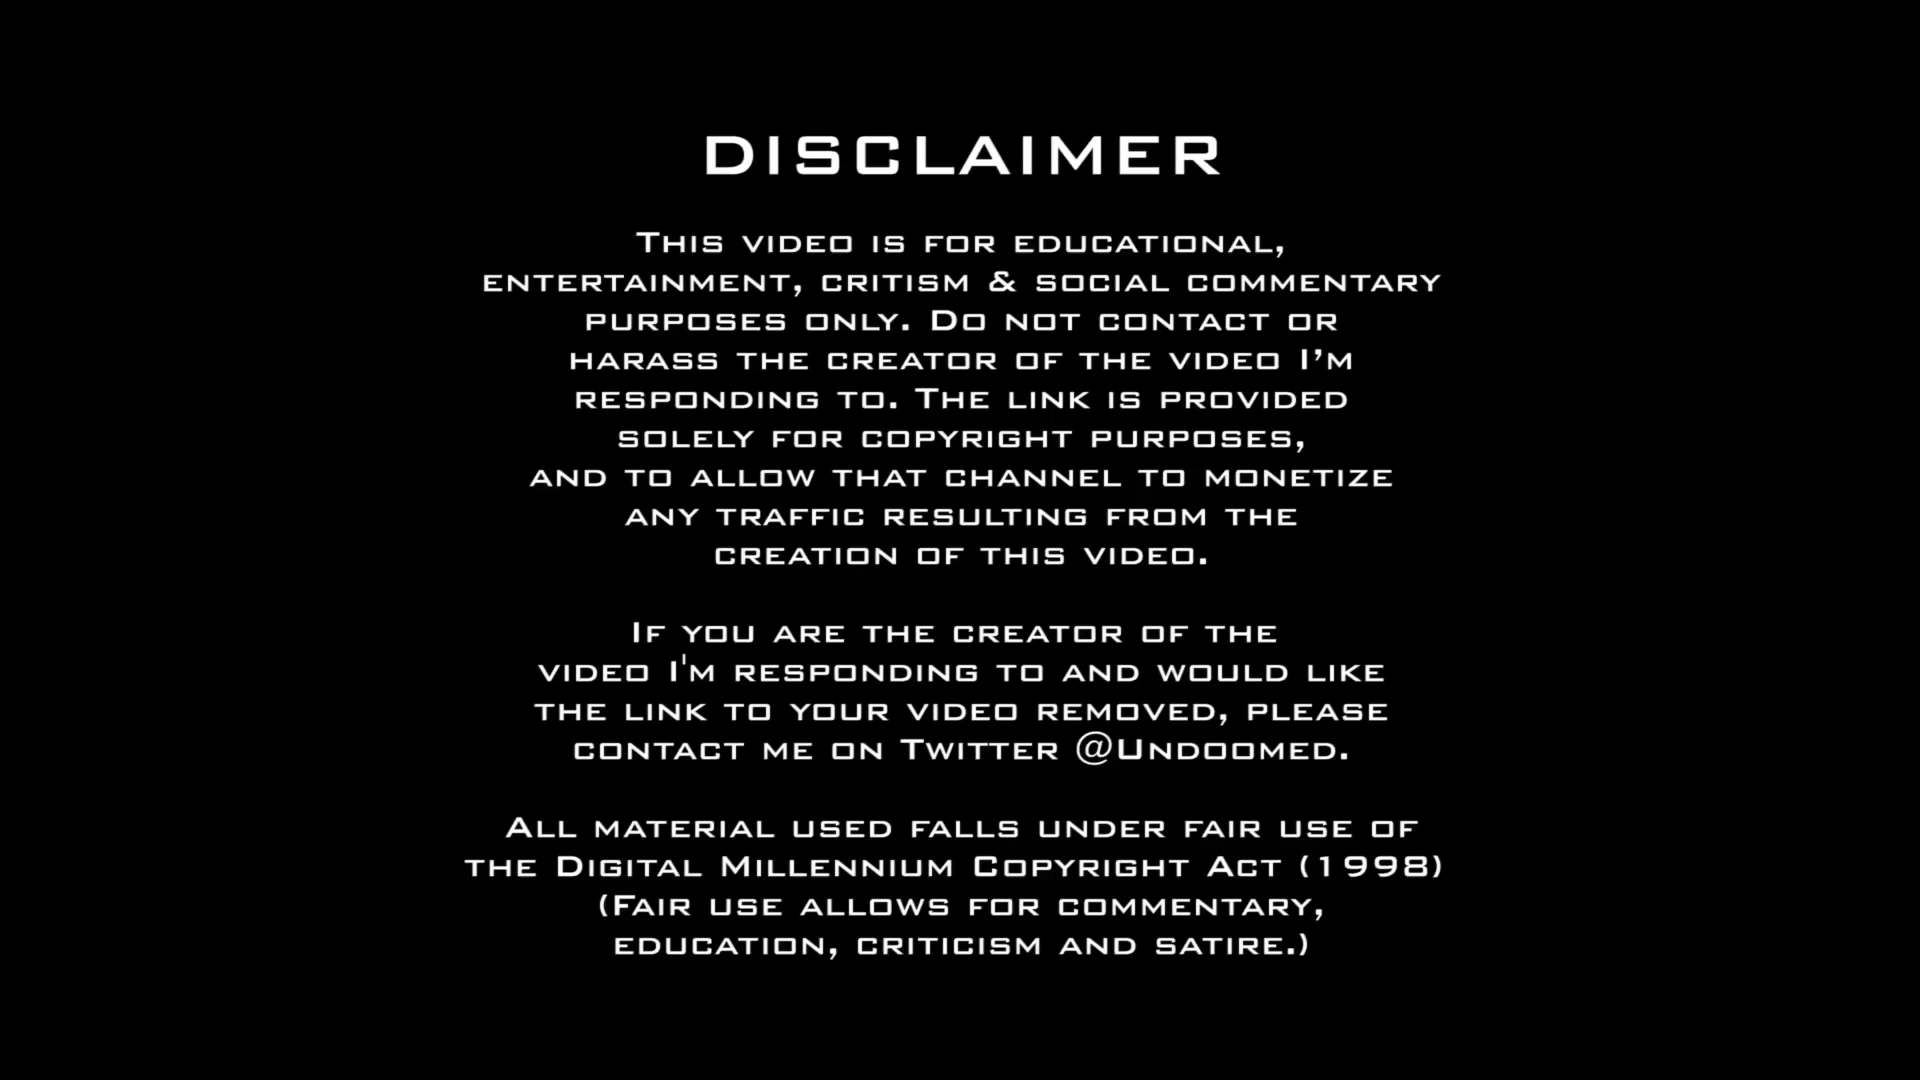 DISCLAIMER
This video is for educational,
entertainment, critism & social commentary
purposes only. Do not contact or
harass the creator of the video I’m
responding to. The link is provided
solely for copyright purposes,
and to allow that channel to monetize
any traffic resulting from the
creation of this video.
If you are the creator of the
video I'm responding to and would like
the link to your video removed, please
contact me on Twitter @Undoomed.
All material used falls under fair use of
the Digital Millennium Copyright Act (1998)
(Fair use allows for commentary,
education, criticism and satire.)